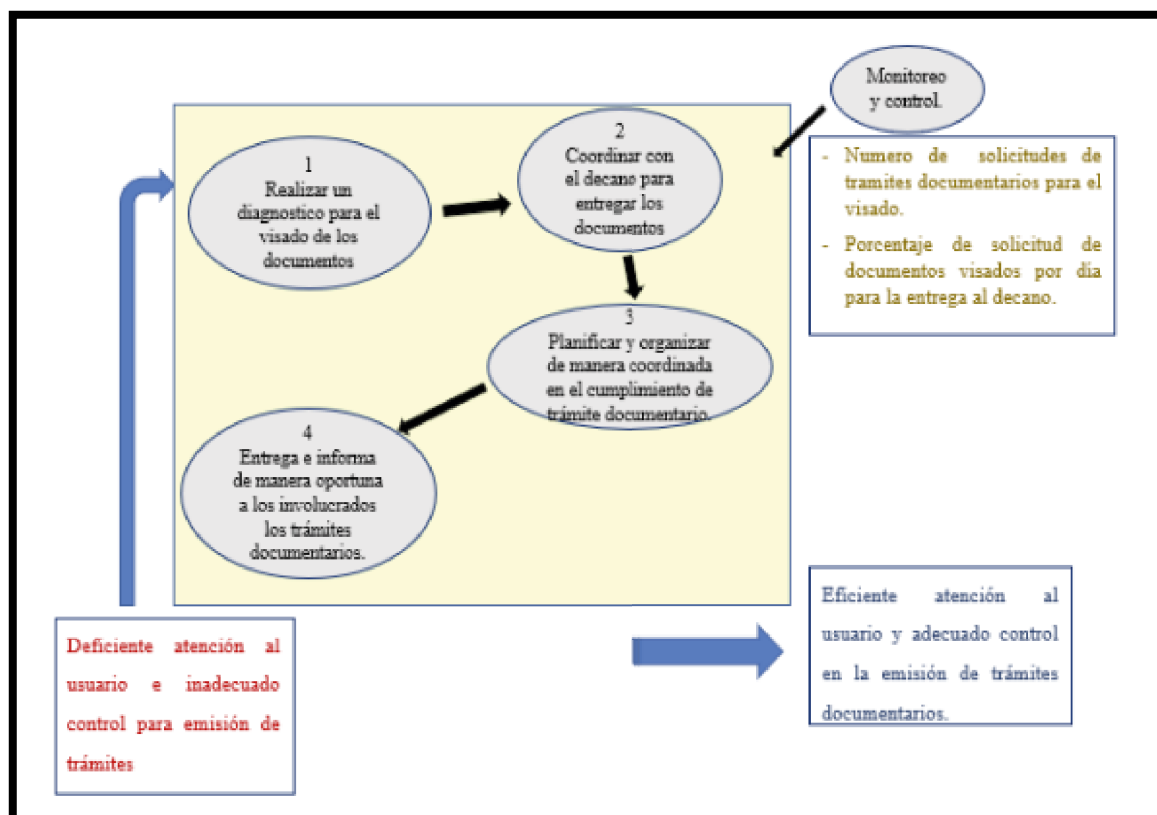 Monitoreo
y control.
1
Realizar un
diagnostico para el
visado de los
documentos
2
Coordinar con
el decano para
entregar los
documentos
- Numero de solicitudes de
tramites documentarios para el
visado.
- Porcentaje de solicitud de
documentos visados por día
para la entrega al decano.
3
Planificar y organizar
de manera coordinada
en el cumplimiento de
trámite documentario.
4
Entrega e informa
de manera oportuna
a los involucrados
los trámites
documentarios.
Deficiente atención al
usuario e inadecuado
control para emisión de
trámites
Eficiente atención al
usuario y adecuado control
en la emisión de trámites
documentarios.